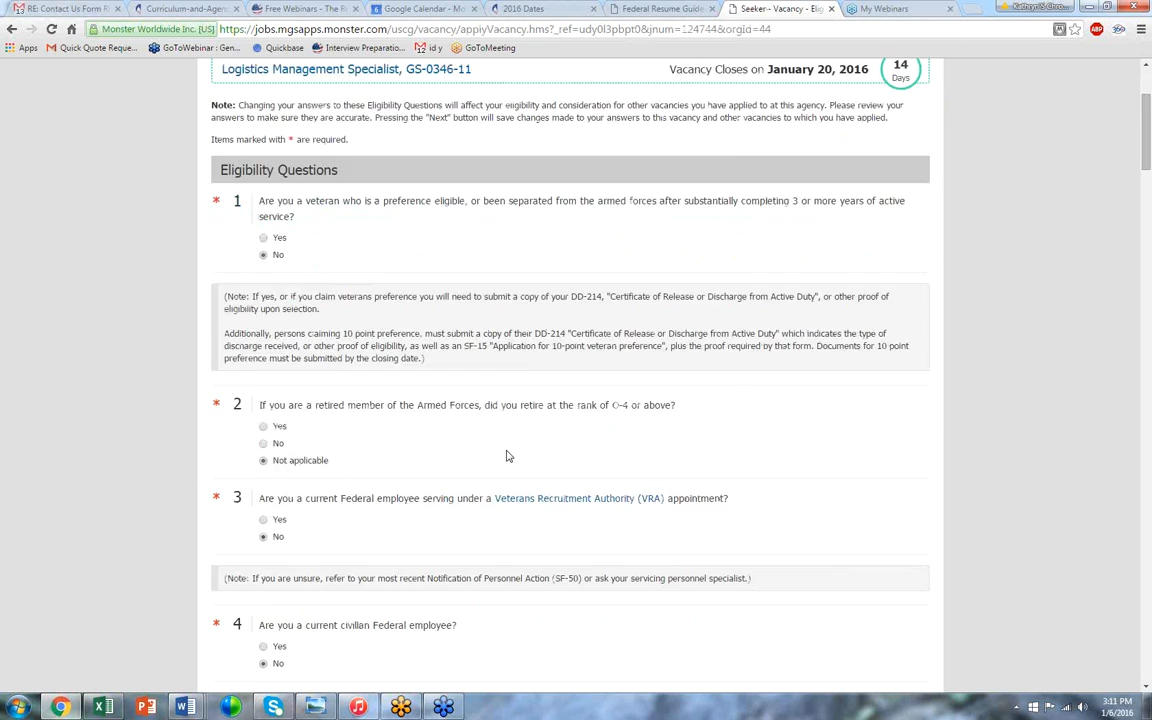 RE: Contact Us Form R
Curriculum-and-Agen
Free Webinars - The R
Google Calendar - Mo
2016 Dates
Federal Resume Guide
Seeker - Vacancy - Elig
My Webinars
Monster Worldwide Inc. [US]
https://jobs.mgsapps.monster.com/uscg/vacancy/applyVacancy.hms?_ref=udy0l3pbpt0&jnum=124744&orgId=44
Apps
Quick Quote Reque...
GoToWebinar : Gen...
Quickbase
Interview Preparatio...
id y
GoToMeeting
Logistics Management Specialist, GS-0346-11
Vacancy Closes on January 20, 2016
14
Days
Note: Changing your answers to these Eligibility Questions will affect your eligibility and consideration for other vacancies you have applied to at this agency. Please review your
answers to make sure they are accurate. Pressing the "Next" button will save changes made to your answers to this vacancy and other vacancies to which you have applied.
Items marked with * are required.
Eligibility Questions
* 1 Are you a veteran who is a preference eligible, or been separated from the armed forces after substantially completing 3 or more years of active
service?
Yes
No
(Note: If yes, or if you claim veterans preference you will need to submit a copy of your DD-214, "Certificate of Release or Discharge from Active Duty", or other proof of
eligibility upon selection.
Additionally, persons claiming 10 point preference, must submit a copy of their DD-214 "Certificate of Release or Discharge from Active Duty" which indicates the type of
discharge received, or other proof of eligibility, as well as an SF-15 "Application for 10-point veteran preference", plus the proof required by that form. Documents for 10 point
preference must be submitted by the closing date.)
* 2 If you are a retired member of the Armed Forces, did you retire at the rank of O-4 or above?
Yes
No
Not applicable
* 3 Are you a current Federal employee serving under a Veterans Recruitment Authority (VRA) appointment?
Yes
No
(Note: If you are unsure, refer to your most recent Notification of Personnel Action (SF-50) or ask your servicing personnel specialist.)
* 4 Are you a current civilian Federal employee?
Yes
No
3:11 PM
1/6/2016